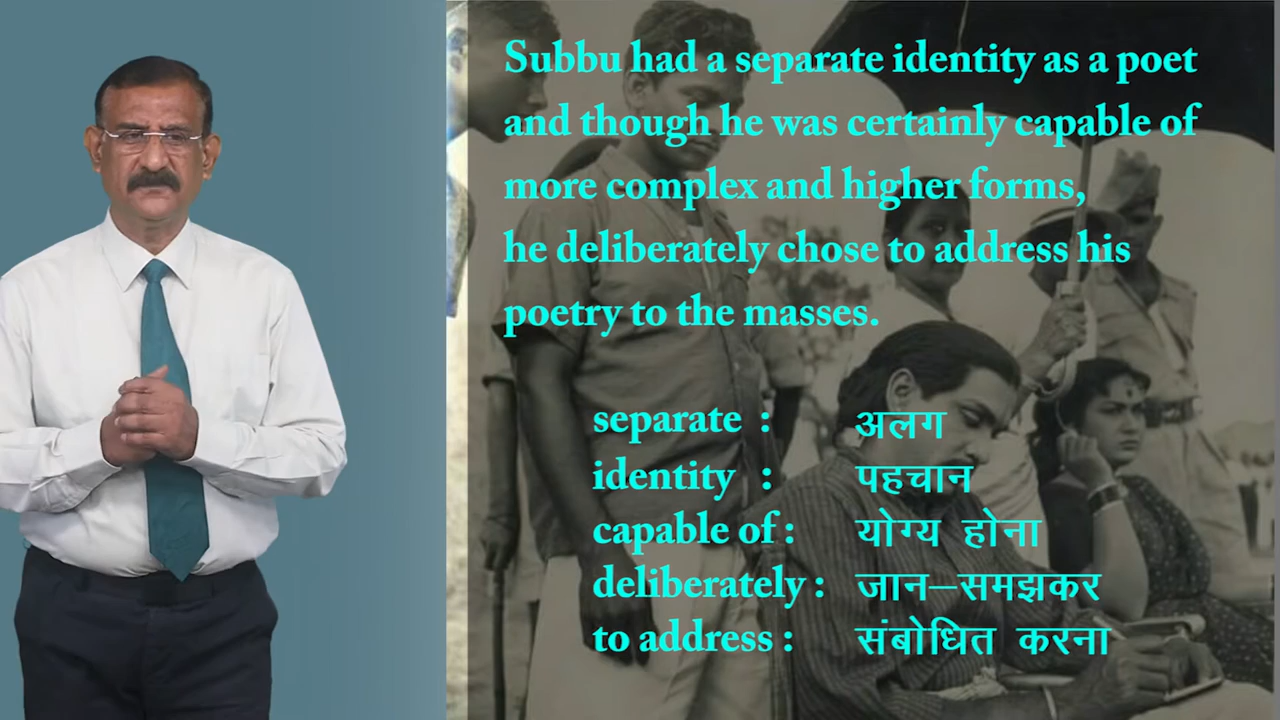 Subbu had a separate identity as a poet
and though he was certainly capable of
more complex and higher forms,
he deliberately chose to address his
poetry to the masses.
separate : अलग
identity : पहचान
capable of : योग्य होना
deliberately : जान–समझकर
to address : संबोधित करना